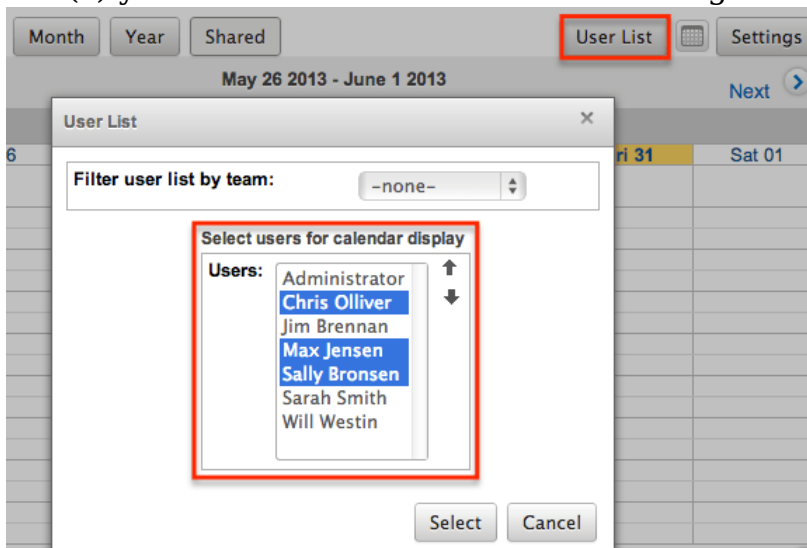 Month Year Shared User List Settings
May 26 2013 - June 1 2013
Next
User List
6 ri 31 Sat 01
Filter user list by team: -none-
Select users for calendar display
Users:
Administrator
Chris Olliver
Jim Brennan
Max Jensen
Sally Bronsen
Sarah Smith
Will Westin
Select Cancel